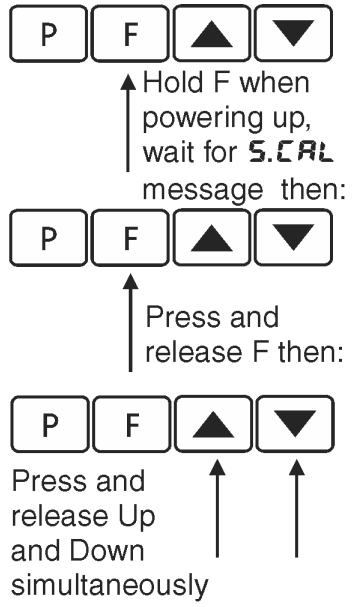 P F ▲ ▼
Hold F when
powering up,
wait for S.CAL
message then:
P F ▲ ▼
Press and
release F then:
P F ▲ ▼
Press and
release Up
and Down
simultaneously